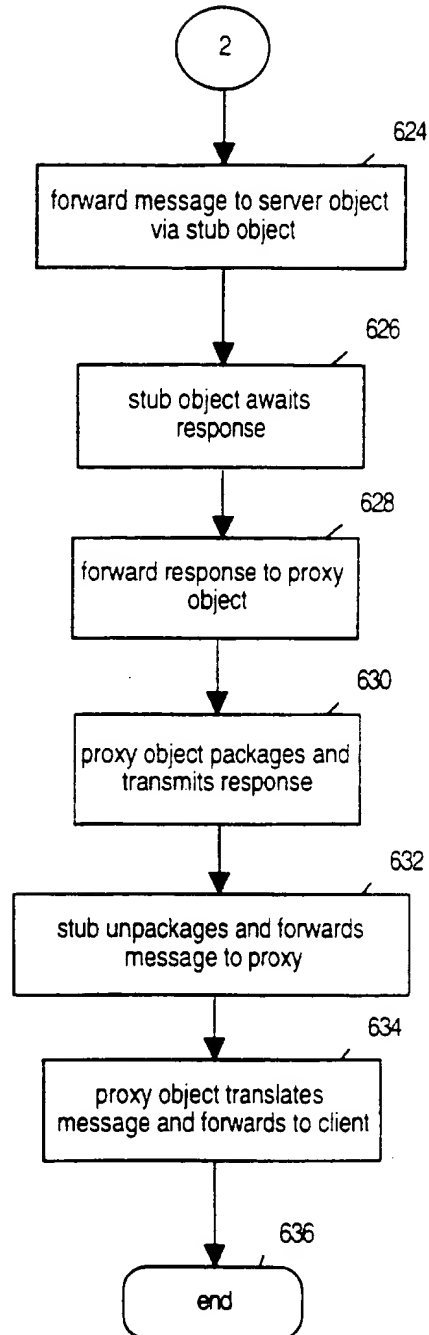 2
624
forward message to server object
via stub object
626
stub object awaits
response
628
forward response to proxy
object
630
proxy object packages and
transmits response
632
stub unpackages and forwards
message to proxy
634
proxy object translates
message and forwards to client
636
end